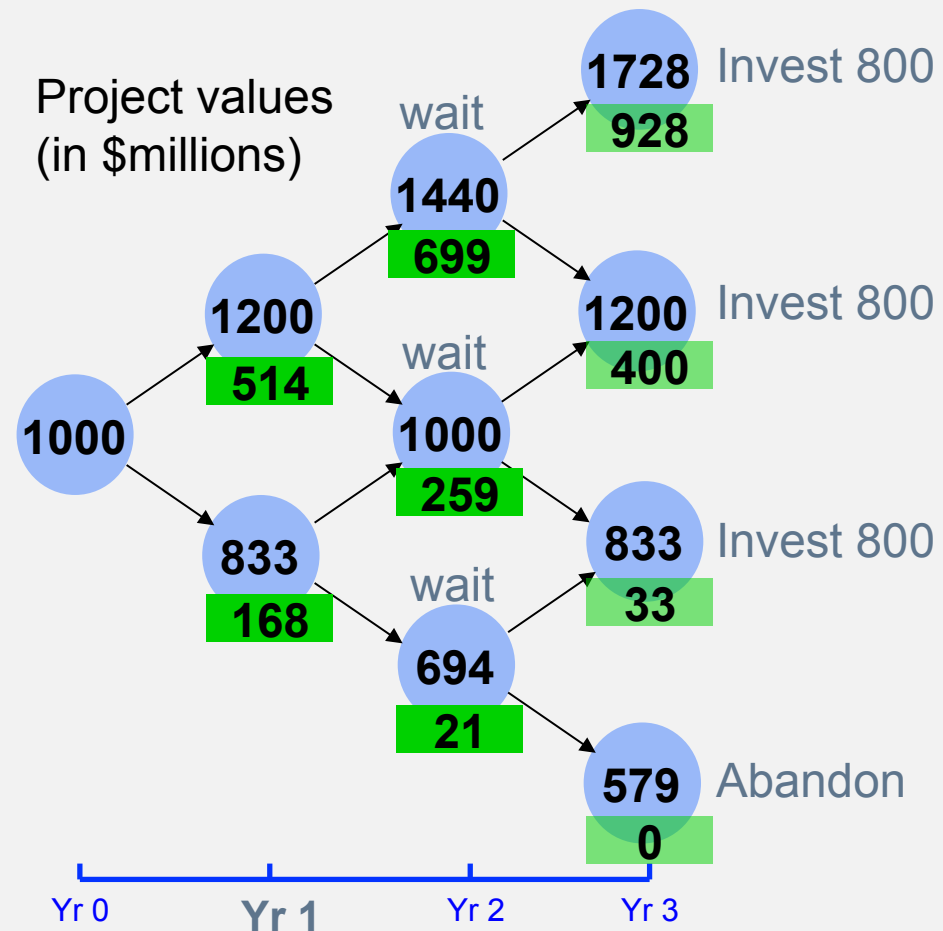 Project values
(in $millions)
wait
1728
Invest 800
928
1440
699
1200
514
1200
Invest 800
400
wait
1000
1000
259
833
168
833
Invest 800
33
wait
694
21
579
Abandon
0
Yr 0
Yr 1
Yr 2
Yr 3